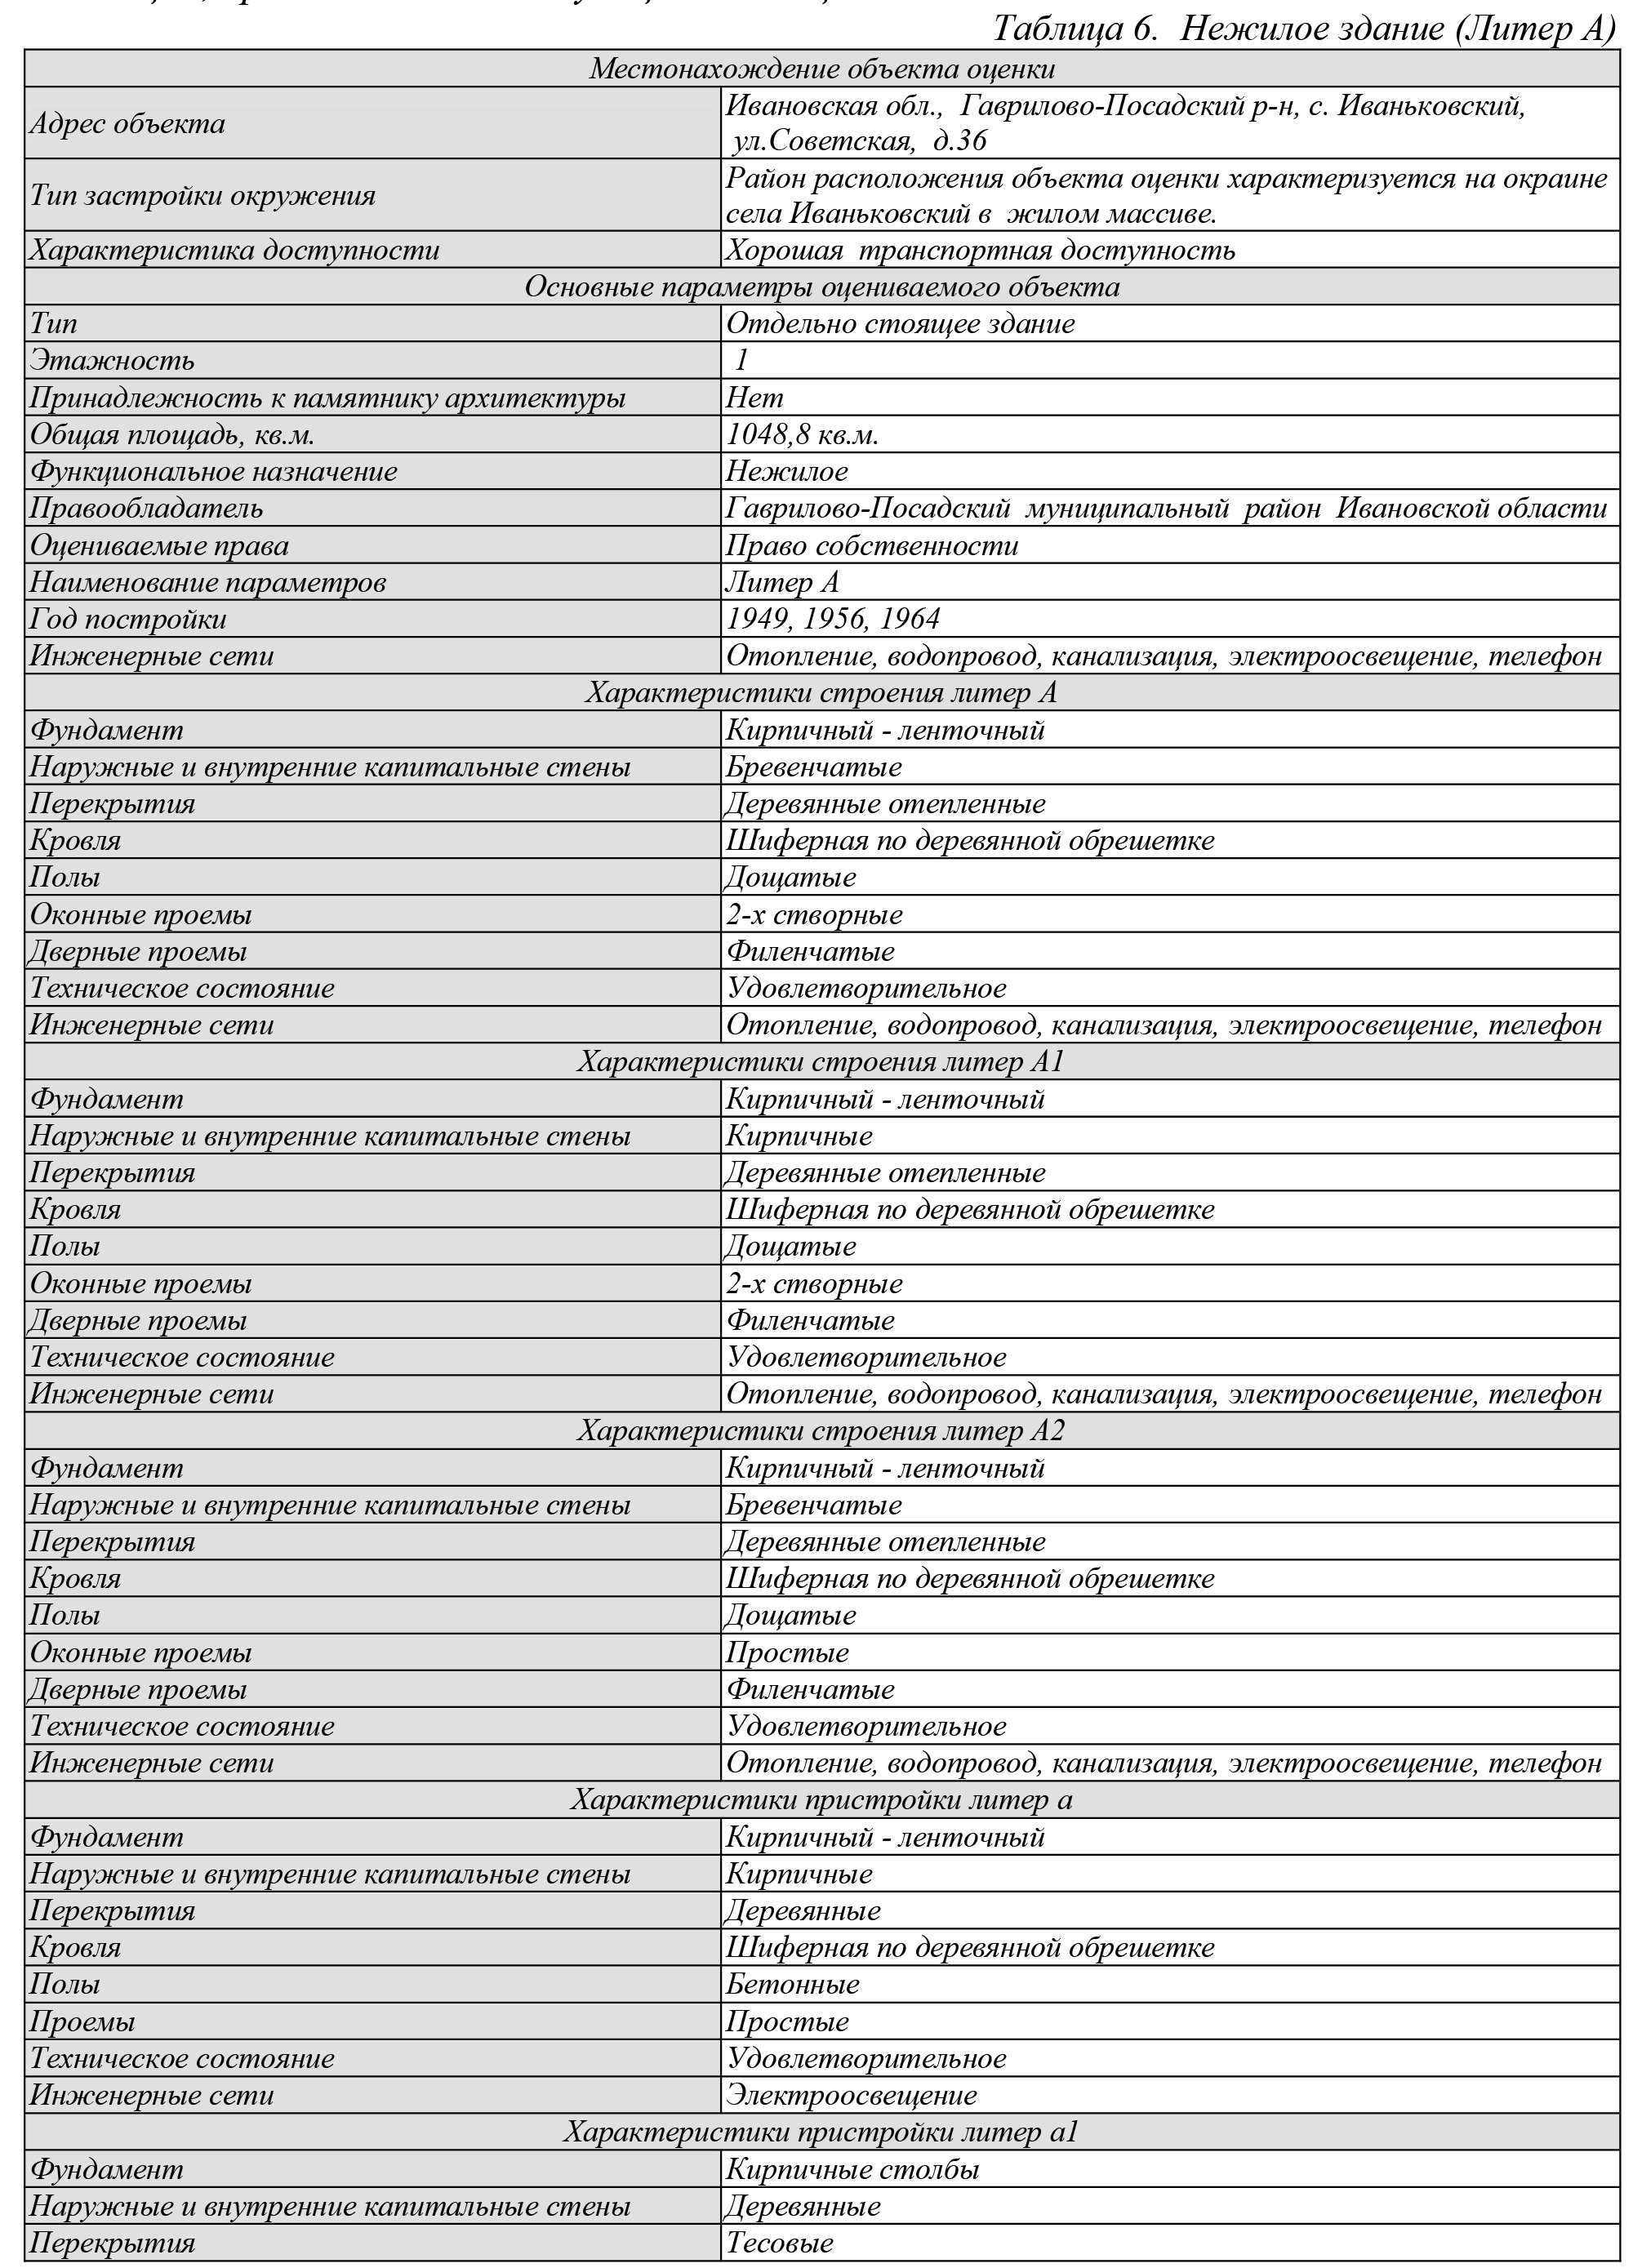 Таблица 6. Нежилое здание (Литер А)
Местонахождение объекта оценки
Адрес объекта
Ивановская обл., Гаврилово-Посадский р-н, с. Иваньковский,
ул.Советская, д.36
Тип застройки окружения
Район расположения объекта оценки характеризуется на окраине
села Иваньковский в жилом массиве.
Характеристика доступности
Хорошая транспортная доступность
Основные параметры оцениваемого объекта
Тип
Отдельно стоящее здание
Этажность
1
Принадлежность к памятнику архитектуры
Нет
Общая площадь, кв.м.
1048,8 кв.м.
Функциональное назначение
Нежилое
Правообладатель
Гаврилово-Посадский муниципальный район Ивановской области
Оцениваемые права
Право собственности
Наименование параметров
Литер А
Год постройки
1949, 1956, 1964
Инженерные сети
Отопление, водопровод, канализация, электроосвещение, телефон
Характеристики строения литер А
Фундамент
Кирпичный - ленточный
Наружные и внутренние капитальные стены
Бревенчатые
Перекрытия
Деревянные отепленные
Кровля
Шиферная по деревянной обрешетке
Полы
Дощатые
Оконные проемы
2-х створные
Дверные проемы
Филенчатые
Техническое состояние
Удовлетворительное
Инженерные сети
Отопление, водопровод, канализация, электроосвещение, телефон
Характеристики строения литер А1
Фундамент
Кирпичный - ленточный
Наружные и внутренние капитальные стены
Кирпичные
Перекрытия
Деревянные отепленные
Кровля
Шиферная по деревянной обрешетке
Полы
Дощатые
Оконные проемы
2-х створные
Дверные проемы
Филенчатые
Техническое состояние
Удовлетворительное
Инженерные сети
Отопление, водопровод, канализация, электроосвещение, телефон
Характеристики строения литер А2
Фундамент
Кирпичный - ленточный
Наружные и внутренние капитальные стены
Бревенчатые
Перекрытия
Деревянные отепленные
Кровля
Шиферная по деревянной обрешетке
Полы
Дощатые
Оконные проемы
Простые
Дверные проемы
Филенчатые
Техническое состояние
Удовлетворительное
Инженерные сети
Отопление, водопровод, канализация, электроосвещение, телефон
Характеристики пристройки литер а
Фундамент
Кирпичный - ленточный
Наружные и внутренние капитальные стены
Кирпичные
Перекрытия
Деревянные
Кровля
Шиферная по деревянной обрешетке
Полы
Бетонные
Проемы
Простые
Техническое состояние
Удовлетворительное
Инженерные сети
Электроосвещение
Характеристики пристройки литер а1
Фундамент
Кирпичные столбы
Наружные и внутренние капитальные стены
Деревянные
Перекрытия
Тесовые